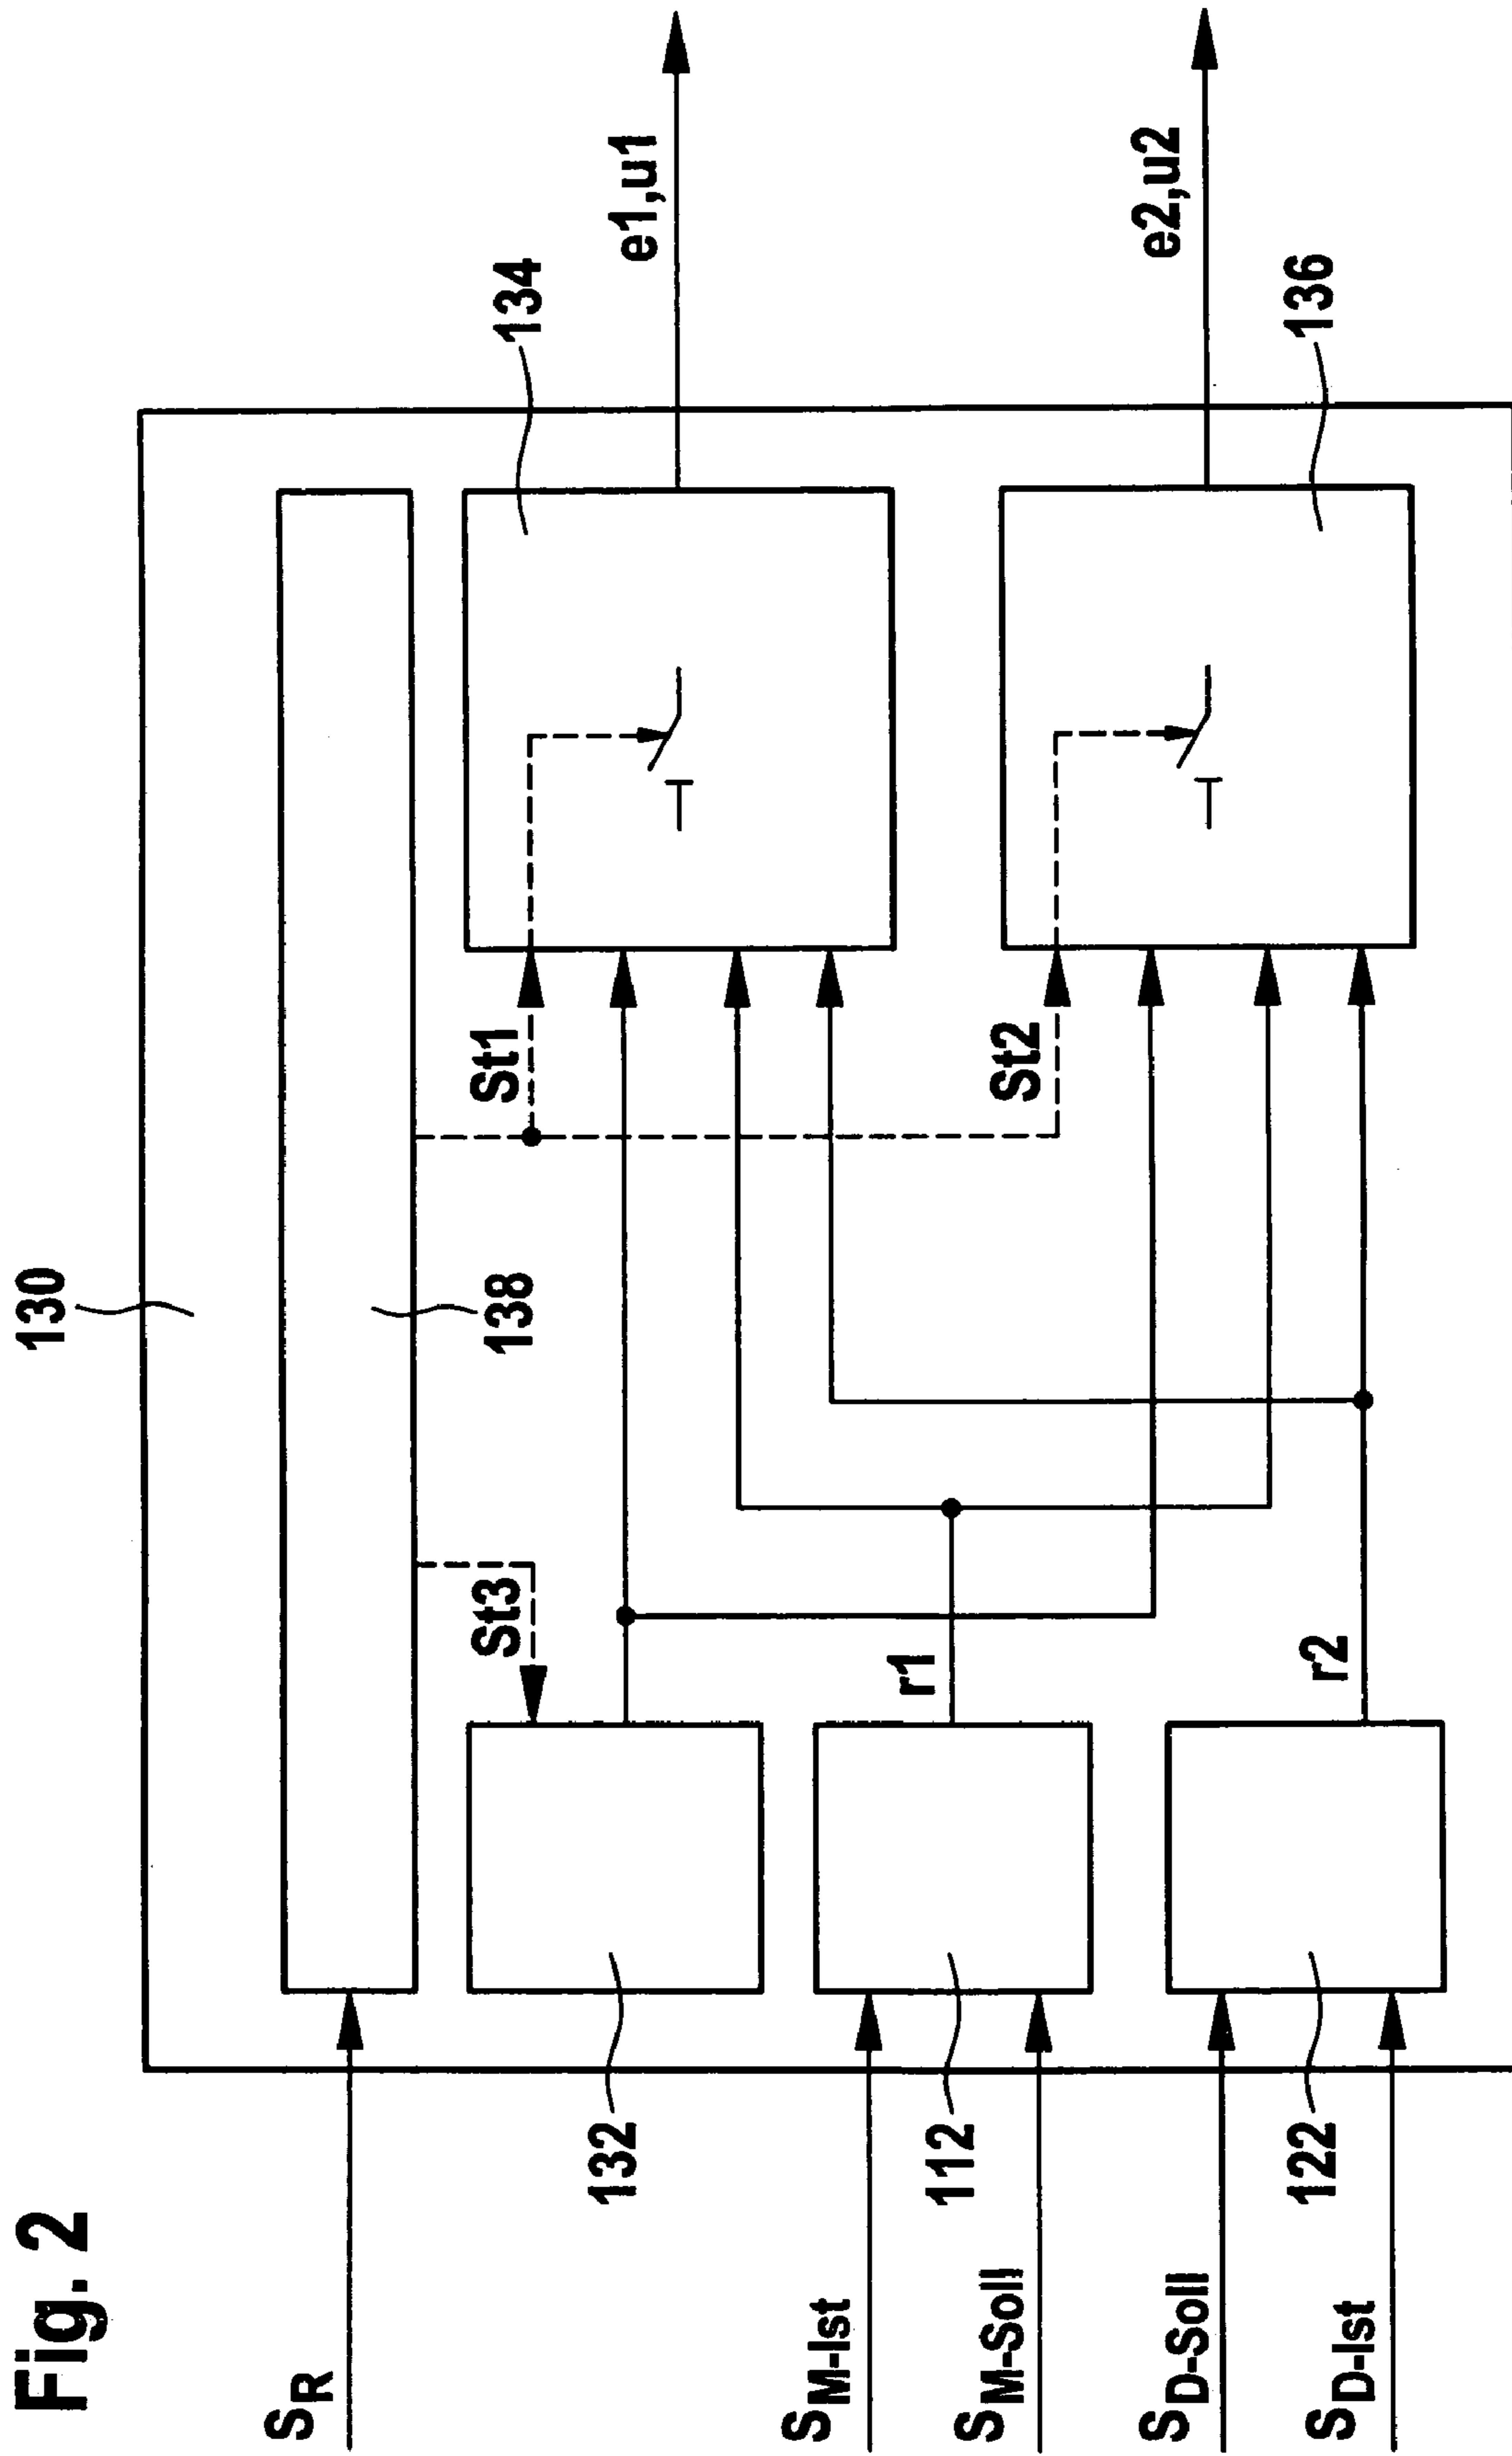 Fig. 2
130
S_R
138
St3
St1
134
e1,u1
132
S_M-Ist
112
r1
S_M-Soll
St2
e2,u2
S_D-Soll
122
r2
136
S_D-Ist